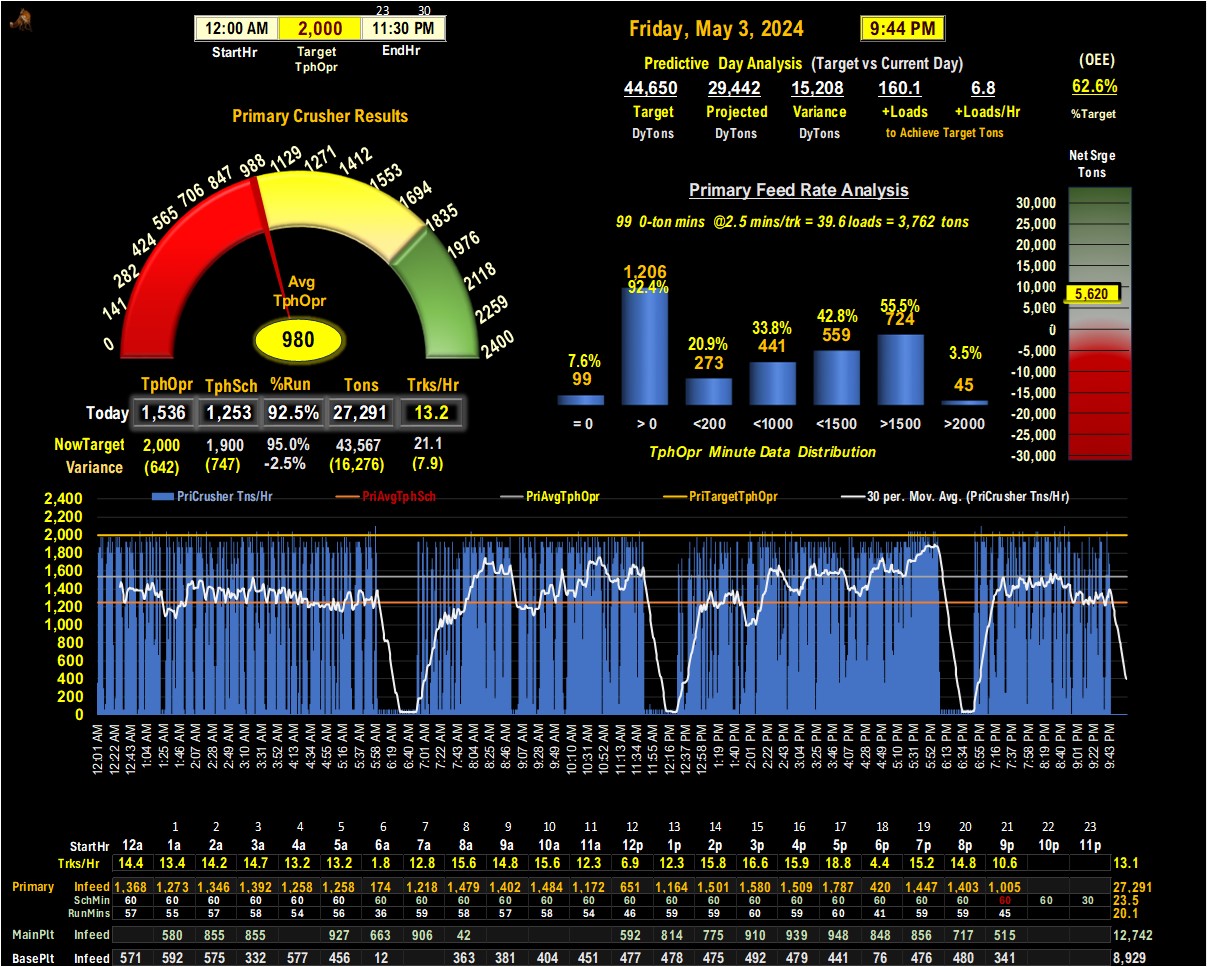 23 30
12:00 AM 2,000 11:30 PM
StartHr Target TphOpr EndHr
Friday, May 3, 2024 9:44 PM
Predictive Day Analysis (Target vs Current Day)
44,650 29,442 15,208 160.1 6.8
Target Projected Variance +Loads +Loads/Hr
DyTons DyTons DyTons to Achieve Target Tons
(OEE)
62.6%
%Target
Primary Crusher Results
0 141 282 424 565 706 847 988 1129 1271 1412 1553 1694 1835 1976 2118 2259 2400
Avg
TphOpr
980
TphOpr TphSch %Run Tons Trks/Hr
Today 1,536 1,253 92.5% 27,291 13.2
NowTarget 2,000 1,900 95.0% 43,567 21.1
Variance (642) (747) -2.5% (16,276) (7.9)
Primary Feed Rate Analysis
99 0-ton mins @2.5 mins/trk = 39.6 loads = 3,762 tons
7.6% 92.4% 20.9% 33.8% 42.8% 55.5% 3.5%
99 1,206 273 441 559 724 45
= 0 > 0 <200 <1000 <1500 >1500 >2000
TphOpr Minute Data Distribution
Net Srge
Tons
30,000
25,000
20,000
15,000
10,000
5,620
5,000
0
-5,000
-10,000
-15,000
-20,000
-25,000
-30,000
PriCrusher Tns/Hr PriAvgTphSch PriAvgTphOpr PriTargetTphOpr 30 per. Mov. Avg. (PriCrusher Tns/Hr)
2,400
2,200
2,000
1,800
1,600
1,400
1,200
1,000
800
600
400
200
0
12:01 AM 12:22 AM 12:43 AM 1:04 AM 1:25 AM 1:46 AM 2:07 AM 2:28 AM 2:49 AM 3:10 AM 3:31 AM 3:52 AM 4:13 AM 4:34 AM 4:55 AM 5:16 AM 5:37 AM 5:58 AM 6:19 AM 6:40 AM 7:01 AM 7:22 AM 7:43 AM 8:04 AM 8:25 AM 8:46 AM 9:07 AM 9:28 AM 9:49 AM 10:10 AM 10:31 AM 10:52 AM 11:13 AM 11:34 AM 11:55 AM 12:16 PM 12:37 PM 12:58 PM 1:19 PM 1:40 PM 2:01 PM 2:22 PM 2:43 PM 3:04 PM 3:25 PM 3:46 PM 4:07 PM 4:28 PM 4:49 PM 5:10 PM 5:31 PM 5:52 PM 6:13 PM 6:34 PM 6:55 PM 7:16 PM 7:37 PM 7:58 PM 8:19 PM 8:40 PM 9:01 PM 9:22 PM 9:43 PM
1 2 3 4 5 6 7 8 9 10 11 12 13 14 15 16 17 18 19 20 21 22 23
StartHr 12a 1a 2a 3a 4a 5a 6a 7a 8a 9a 10a 11a 12p 1p 2p 3p 4p 5p 6p 7p 8p 9p 10p 11p
Trks/Hr 14.4 13.4 14.2 14.7 13.2 13.2 1.8 12.8 15.6 14.8 15.6 12.3 6.9 12.3 15.8 16.6 15.9 18.8 4.4 15.2 14.8 10.6 13.1
Primary Infeed 1,368 1,273 1,346 1,392 1,258 1,258 174 1,218 1,479 1,402 1,484 1,172 651 1,164 1,501 1,580 1,509 1,787 420 1,447 1,403 1,005 27,291
SchMin 60 60 60 60 60 60 60 60 60 60 60 60 60 60 60 60 60 60 60 60 60 60 60 30 23.5
RunMins 57 55 57 58 54 56 36 59 58 57 58 54 46 59 59 60 59 60 41 59 59 45 20.1
MainPlt Infeed 580 855 855 927 663 906 42 592 814 775 910 939 948 848 856 717 515 12,742
BasePlt Infeed 571 592 575 332 577 456 12 363 381 404 451 477 478 475 492 479 441 76 476 480 341 8,929